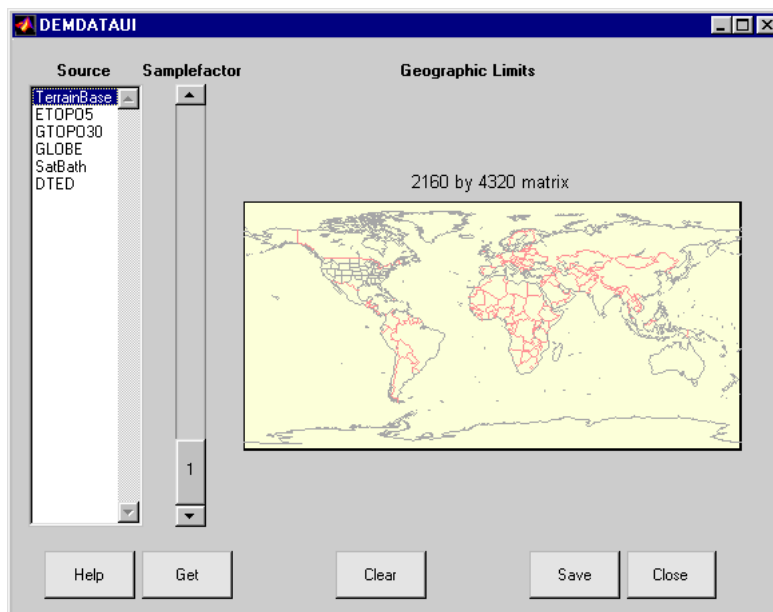 DEMDATAUI
Source
Samplefactor
Geographic Limits
TerrainBase
ETOPO5
GTOPO30
GLOBE
SatBath
DTED
2160 by 4320 matrix
1
Help
Get
Clear
Save
Close